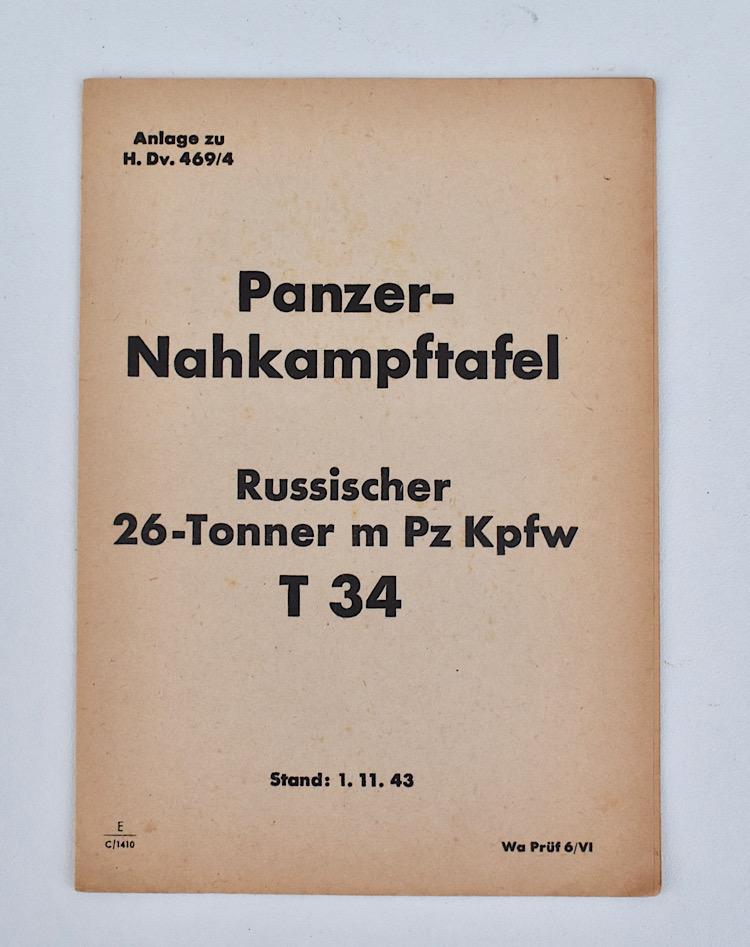 Anlage zu
H. Dv. 469/4
Panzer-
Nahkampftafel
Russischer
26-Tonner m Pz Kpfw
T 34
Stand: 1. 11. 43
E
C/1410
Wa Prüf 6/VI